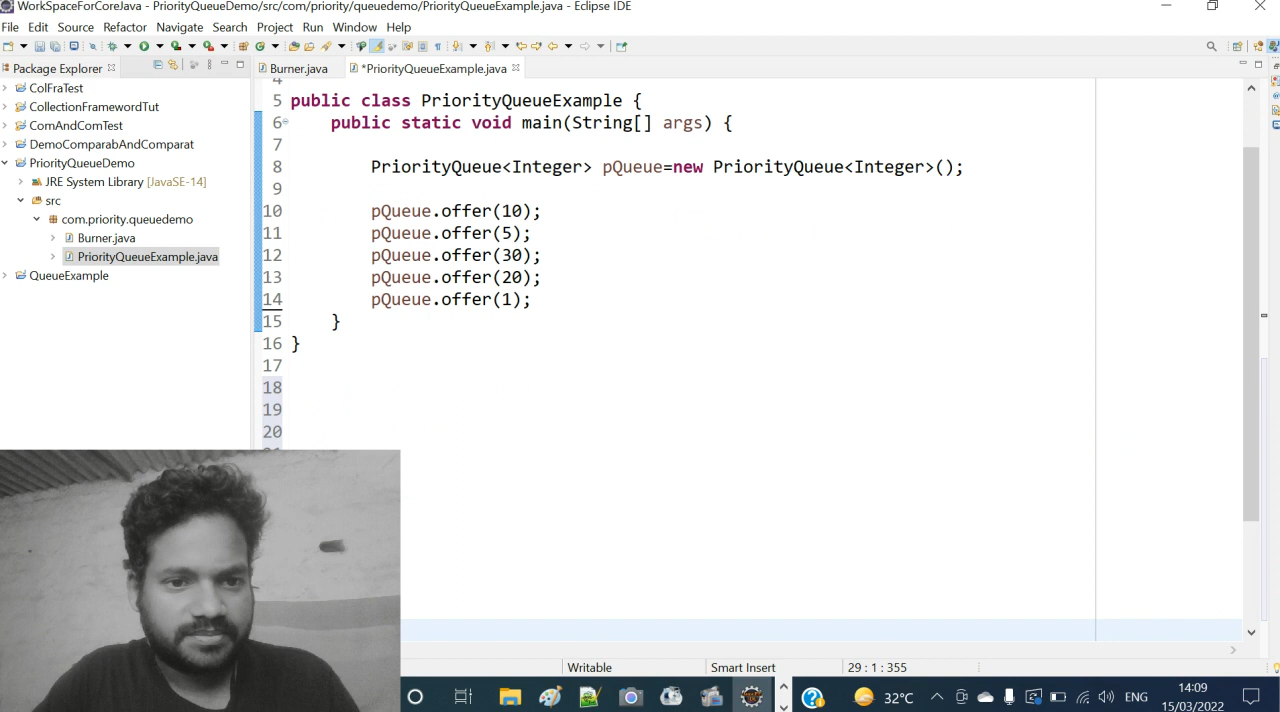 WorkSpaceForCoreJava - PriorityQueueDemo/src/com/priority/queuedemo/PriorityQueueExample.java - Eclipse IDE
File Edit Source Refactor Navigate Search Project Run Window Help
Package Explorer
Burner.java
*PriorityQueueExample.java
ColFraTest
CollectionFramewordTut
ComAndComTest
DemoComparabAndComparat
PriorityQueueDemo
JRE System Library [JavaSE-14]
src
com.priority.queuedemo
Burner.java
PriorityQueueExample.java
QueueExample
5 public class PriorityQueueExample {
6 public static void main(String[] args) {
7
8 PriorityQueue<Integer> pQueue=new PriorityQueue<Integer>();
9
10 pQueue.offer(10);
11 pQueue.offer(5);
12 pQueue.offer(30);
13 pQueue.offer(20);
14 pQueue.offer(1);
15 }
16 }
17
18
19
20
Writable Smart Insert 29 : 1 : 355
32°C ENG
14:09
15/03/2022